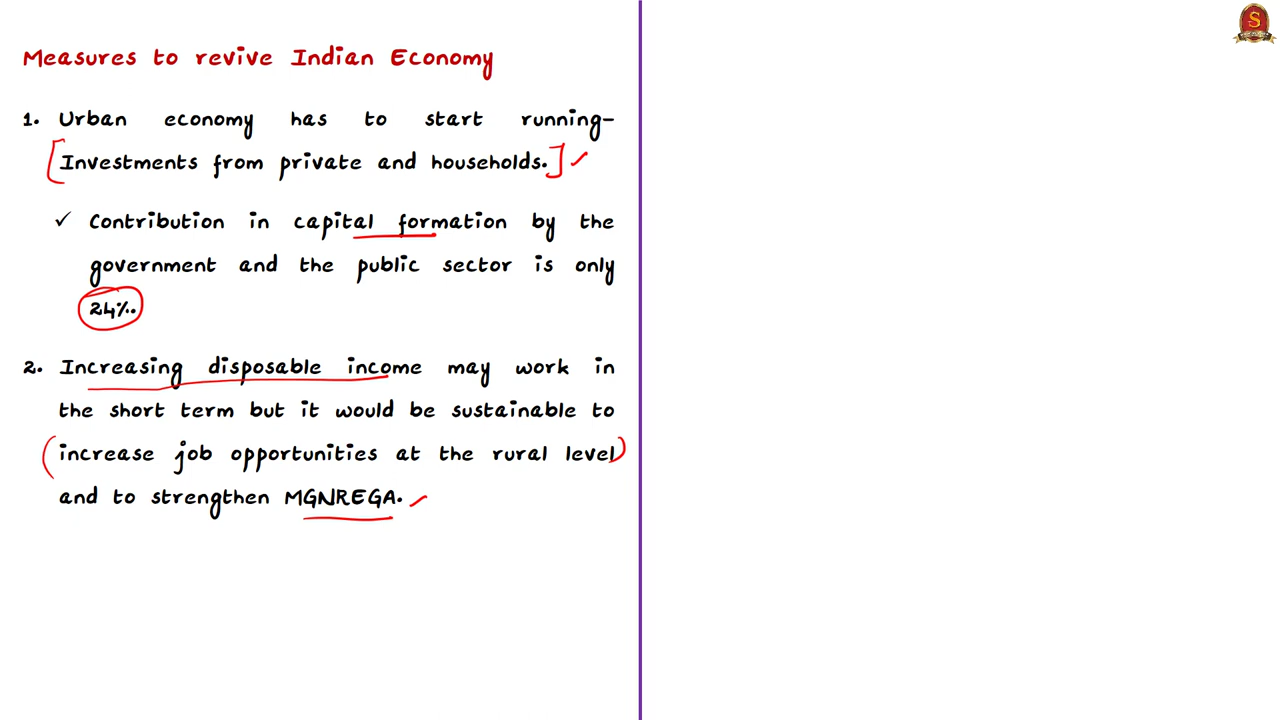 Measures to revive Indian Economy
1. Urban economy has to start running-
Investments from private and households.
✓ Contribution in capital formation by the
government and the public sector is only
24%.
2. Increasing disposable income may work in
the short term but it would be sustainable to
increase job opportunities at the rural level
and to strengthen MGNREGA.
S